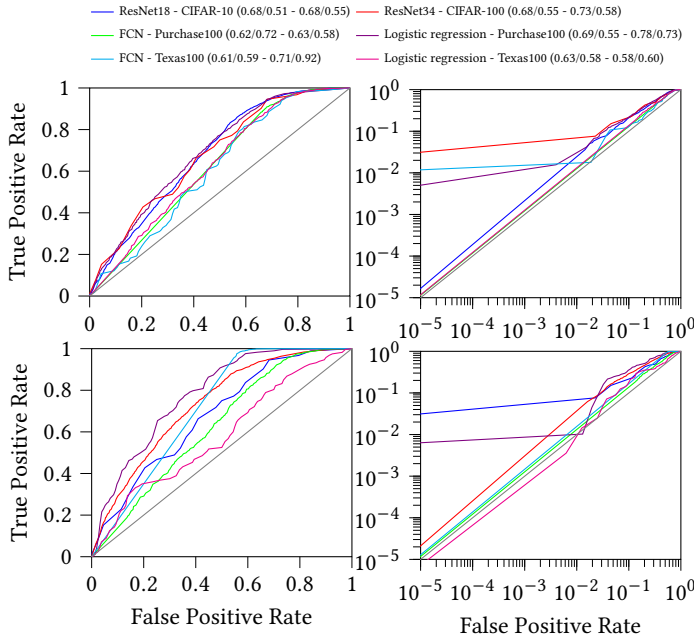 ResNet18 - CIFAR-10 (0.68/0.51 - 0.68/0.55)
ResNet34 - CIFAR-100 (0.68/0.55 - 0.73/0.58)
FCN - Purchase100 (0.62/0.72 - 0.63/0.58)
Logistic regression - Purchase100 (0.69/0.55 - 0.78/0.73)
FCN - Texas100 (0.61/0.59 - 0.71/0.92)
Logistic regression - Texas100 (0.63/0.58 - 0.58/0.60)
True Positive Rate
1
0.8
0.6
0.4
0.2
0
0 0.2 0.4 0.6 0.8 1
10⁰
10⁻¹
10⁻²
10⁻³
10⁻⁴
10⁻⁵
10⁻⁵ 10⁻⁴ 10⁻³ 10⁻² 10⁻¹ 10⁰
True Positive Rate
1
0.8
0.6
0.4
0.2
0
0 0.2 0.4 0.6 0.8 1
False Positive Rate
10⁰
10⁻¹
10⁻²
10⁻³
10⁻⁴
10⁻⁵
10⁻⁵ 10⁻⁴ 10⁻³ 10⁻² 10⁻¹ 10⁰
False Positive Rate